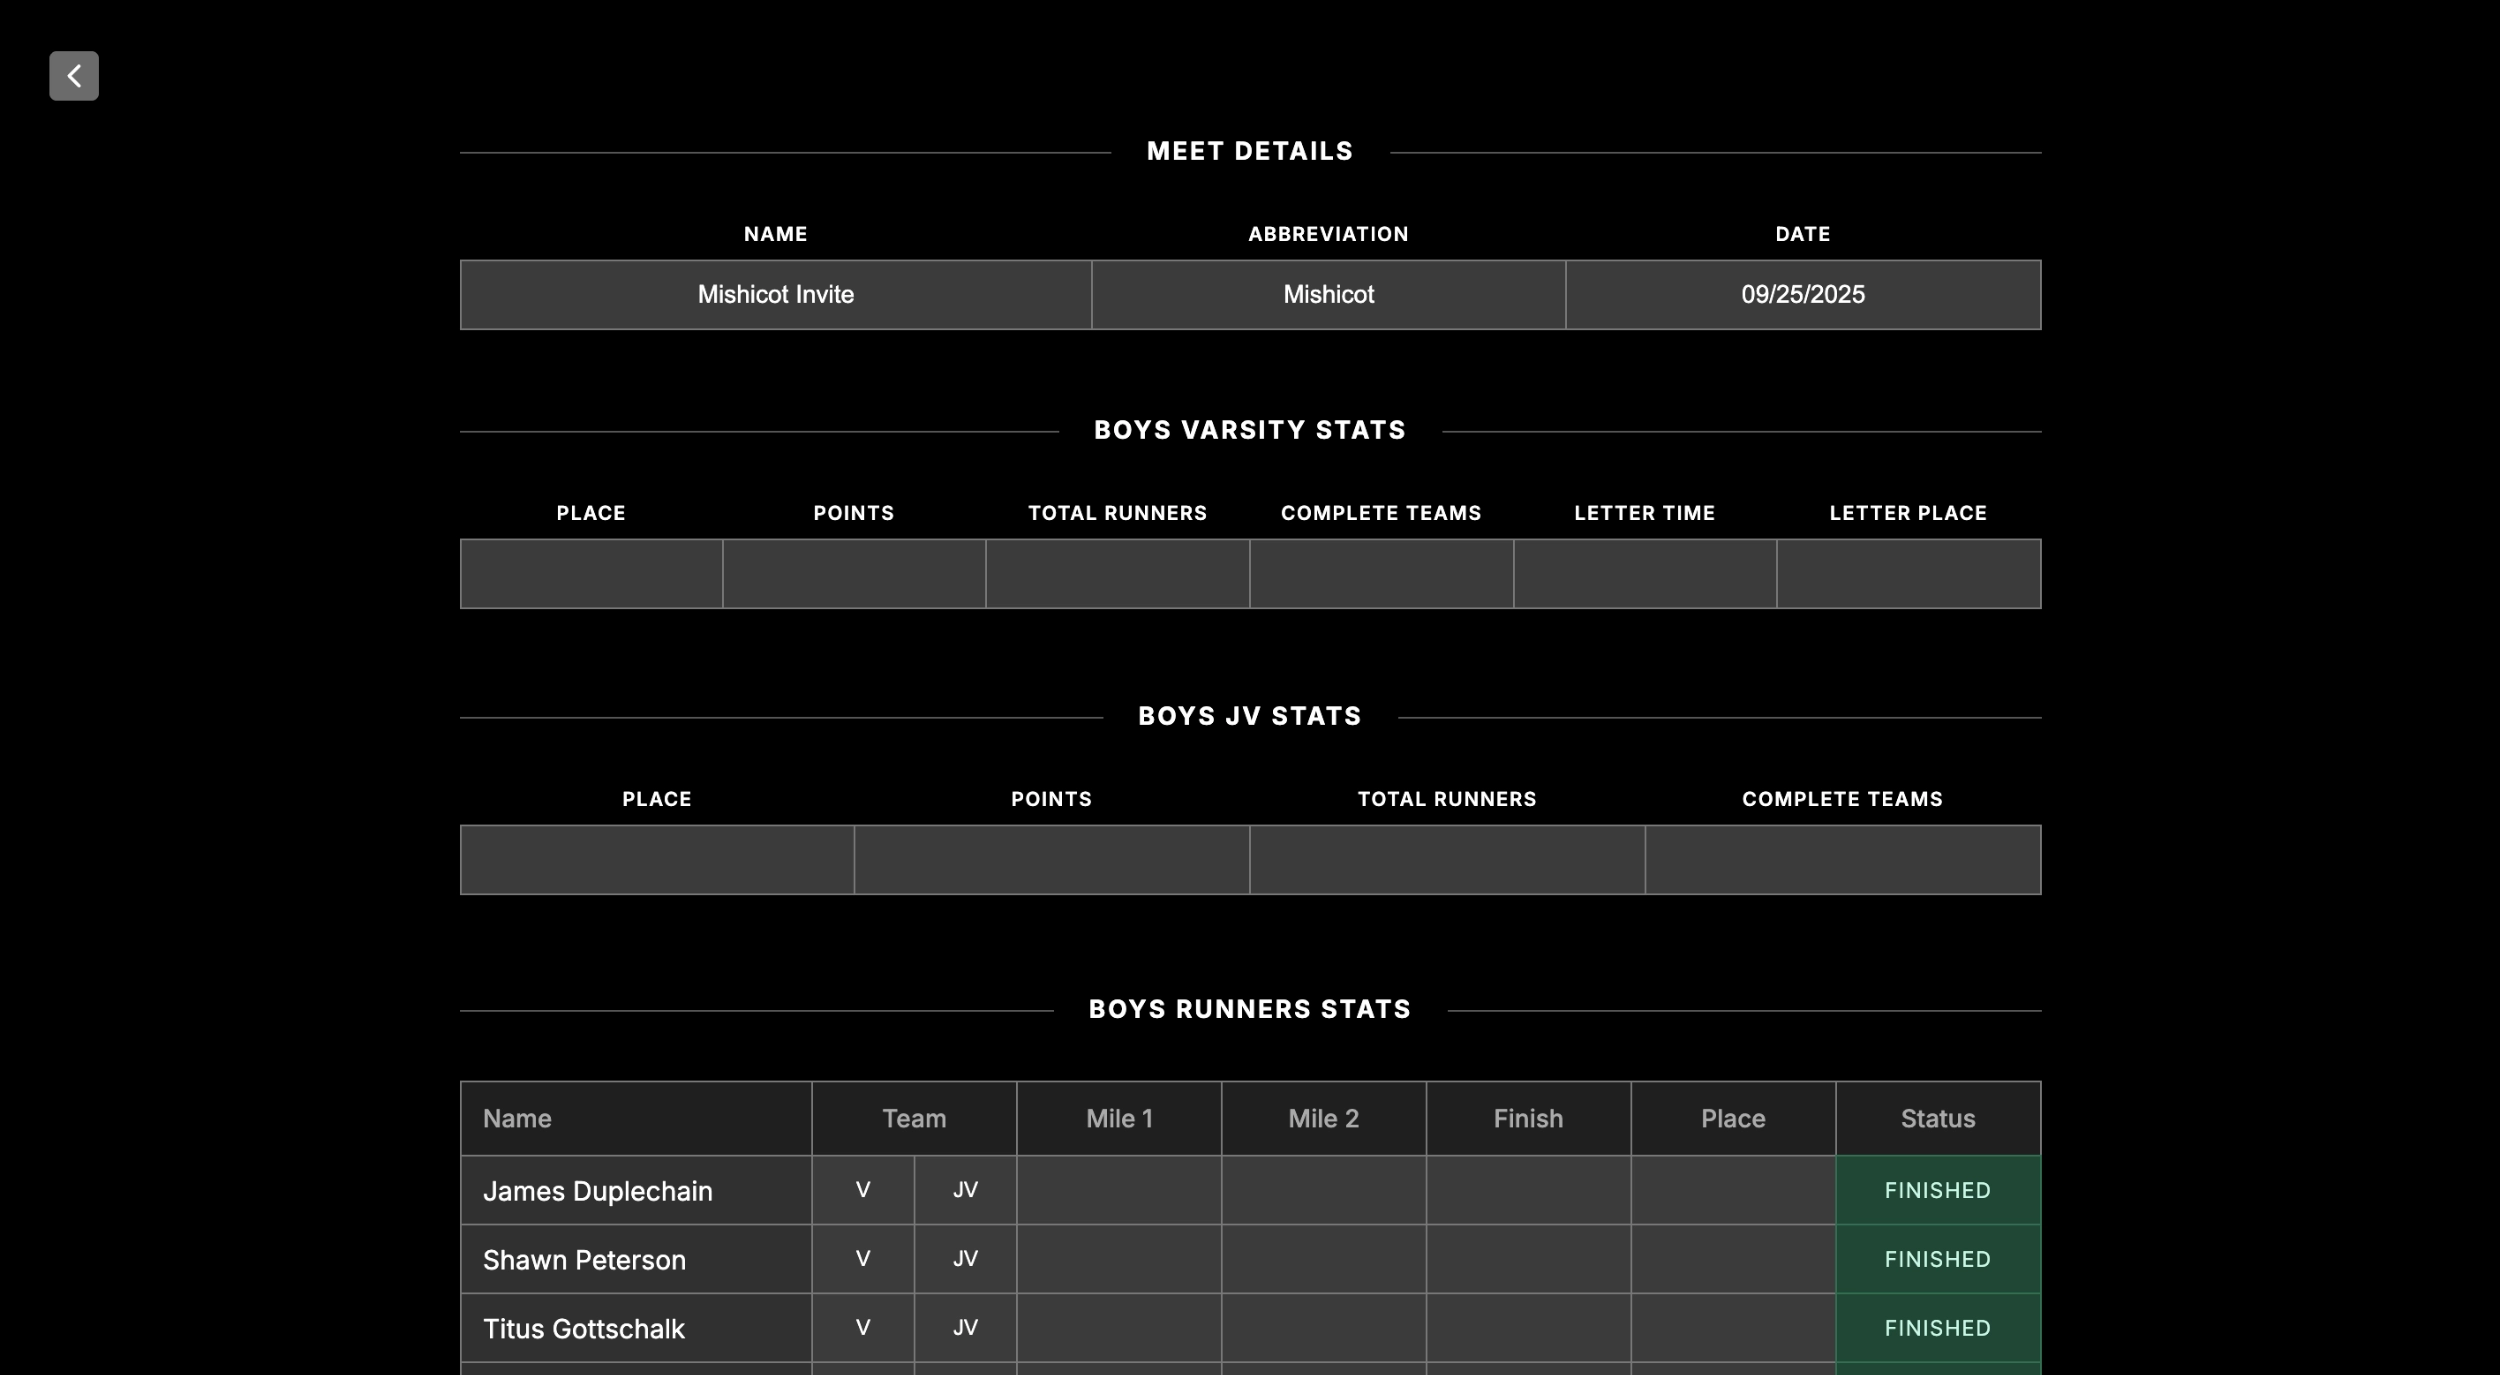 MEET DETAILS
NAME ABBREVIATION DATE
Mishicot Invite Mishicot 09/25/2025
BOYS VARSITY STATS
PLACE POINTS TOTAL RUNNERS COMPLETE TEAMS LETTER TIME LETTER PLACE
BOYS JV STATS
PLACE POINTS TOTAL RUNNERS COMPLETE TEAMS
BOYS RUNNERS STATS
Name Team Mile 1 Mile 2 Finish Place Status
James Duplechain V JV FINISHED
Shawn Peterson V JV FINISHED
Titus Gottschalk V JV FINISHED